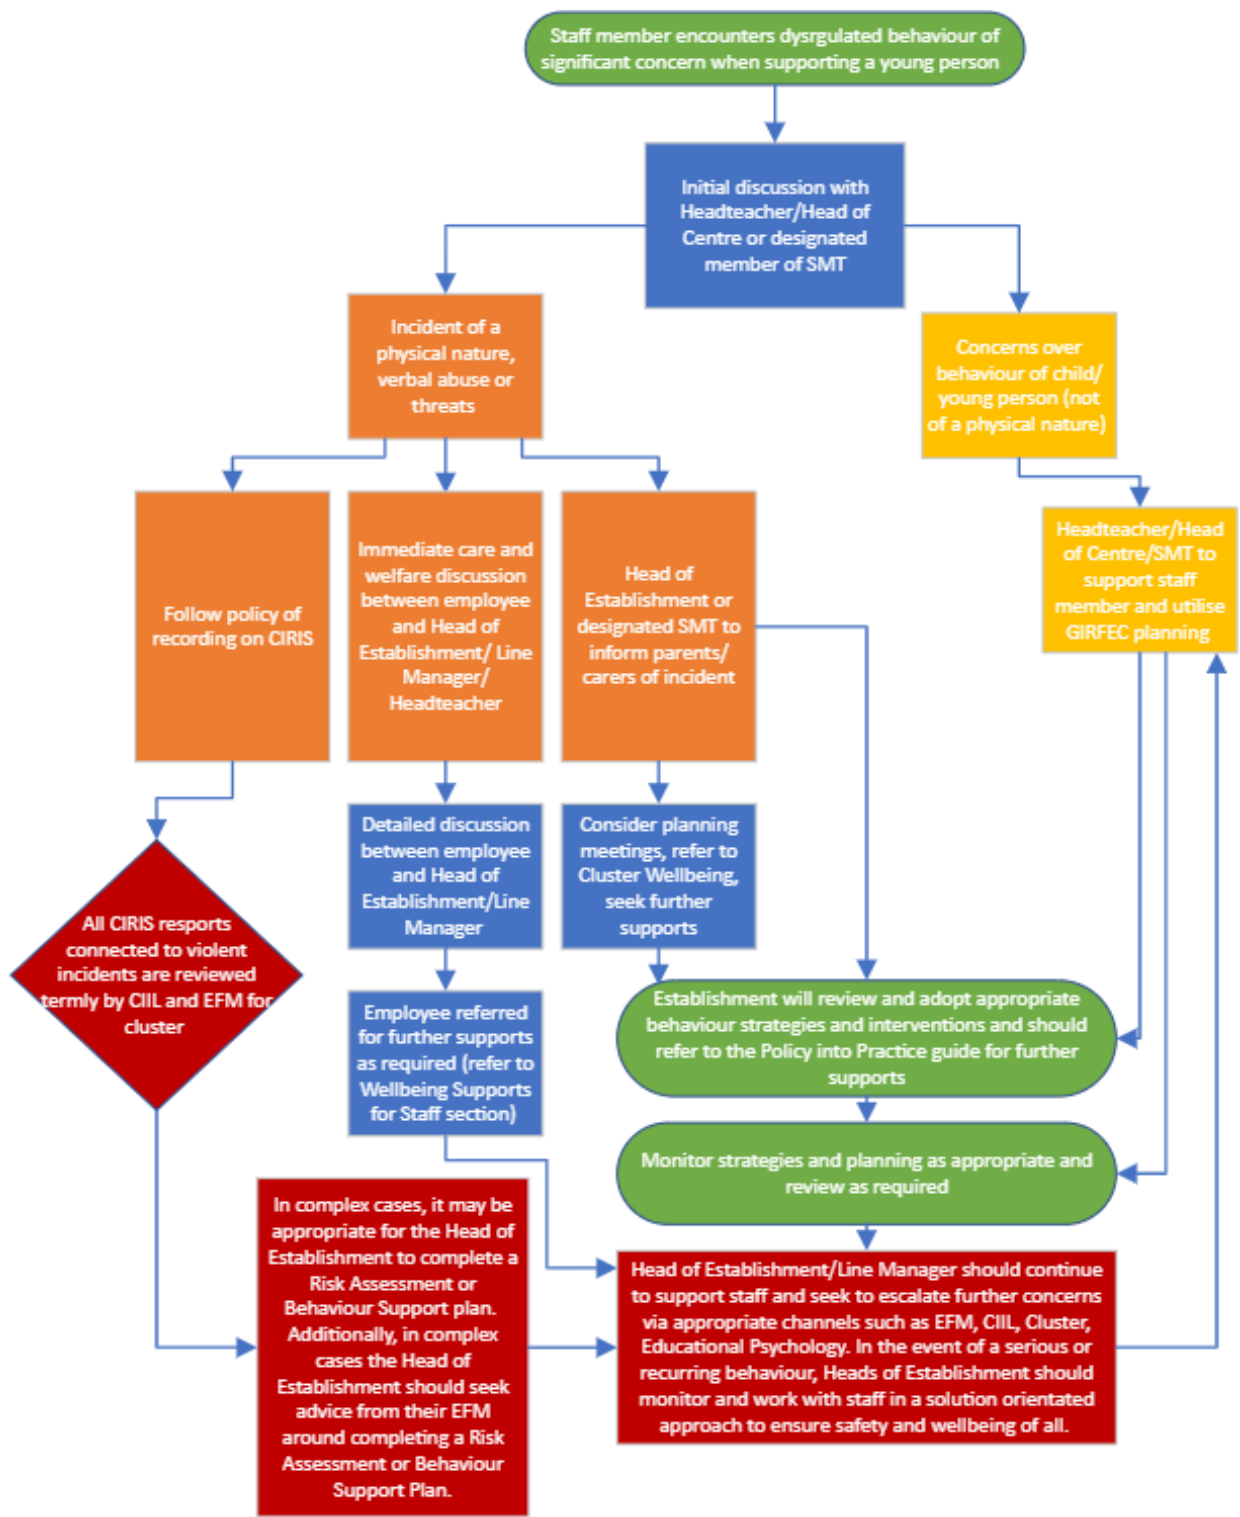 Staff member encounters dysrgulated behaviour of
significant concern when supporting a young person
Initial discussion with
Headteacher/Head of
Centre or designated
member of SMT
Incident of a
physical nature,
verbal abuse or
threats
Concerns over
behaviour of child/
young person (not
of a physical nature)
Follow policy of
recording on CIRIS
Immediate care and
welfare discussion
between employee
and Head of
Establishment/ Line
Manager/
Headteacher
Head of
Establishment or
designated SMT to
inform parents/
carers of incident
Headteacher/Head
of Centre/SMT to
support staff
member and utilise
GIRFEC planning
Detailed discussion
between employee
and Head of
Establishment/Line
Manager
Consider planning
meetings, refer to
Cluster Wellbeing,
seek further
supports
All CIRIS resports
connected to violent
incidents are reviewed
termly by CIIL and EFM for
cluster
Employee referred
for further supports
as required (refer to
Wellbeing Supports
for Staff section)
Establishment will review and adopt appropriate
behaviour strategies and interventions and should
refer to the Policy into Practice guide for further
supports
Monitor strategies and planning as appropriate and
review as required
In complex cases, it may be
appropriate for the Head of
Establishment to complete a
Risk Assessment or
Behaviour Support plan.
Additionally, in complex
cases the Head of
Establishment should seek
advice from their EFM
around completing a Risk
Assessment or Behaviour
Support Plan.
Head of Establishment/Line Manager should continue
to support staff and seek to escalate further concerns
via appropriate channels such as EFM, CIIL, Cluster,
Educational Psychology. In the event of a serious or
recurring behaviour, Heads of Establishment should
monitor and work with staff in a solution orientated
approach to ensure safety and wellbeing of all.